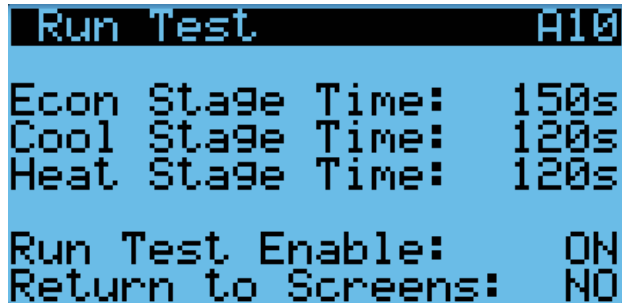 Run Test A10
Econ Stage Time: 150s
Cool Stage Time: 120s
Heat Stage Time: 120s
Run Test Enable: ON
Return to Screens: NO